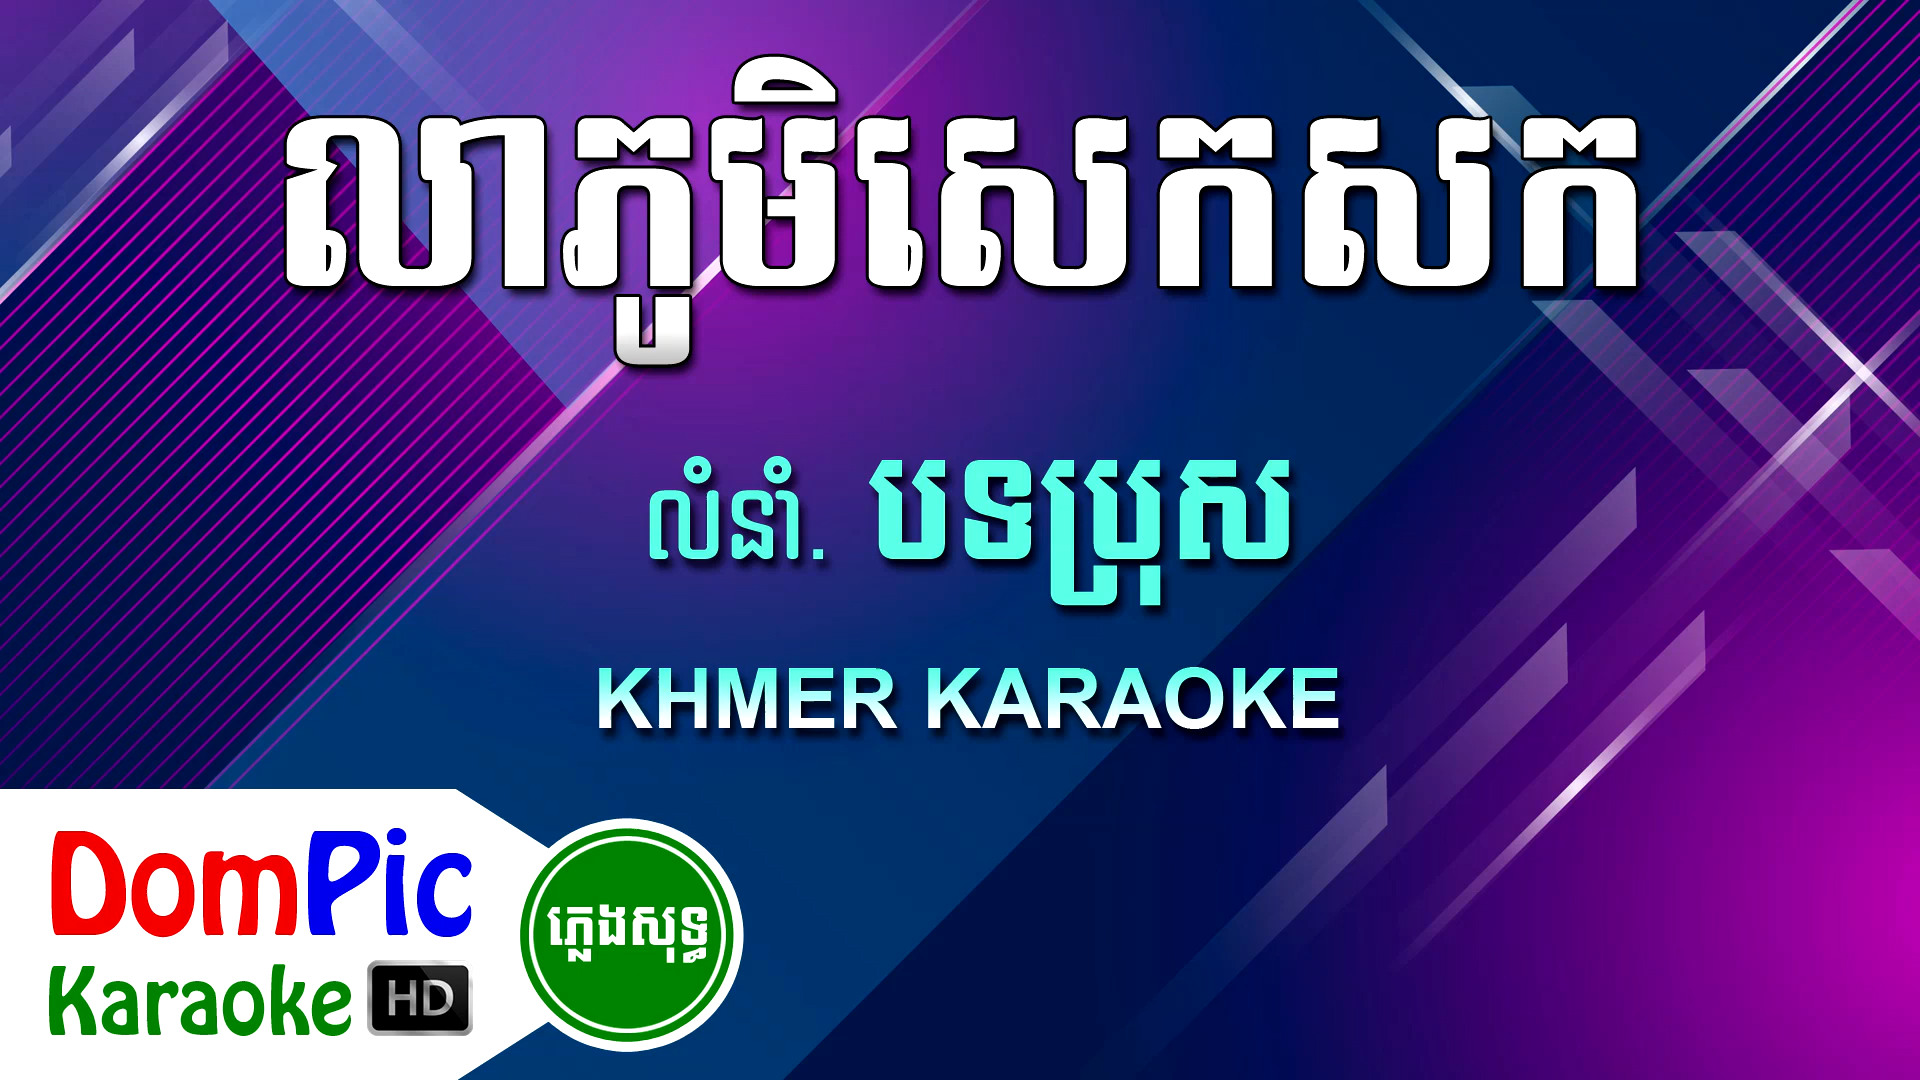 លាភូមិសេកសក
លំនាំ. បទប្រុស
KHMER KARAOKE
DomPic
Karaoke HD
ភ្លេងសុទ្ធ